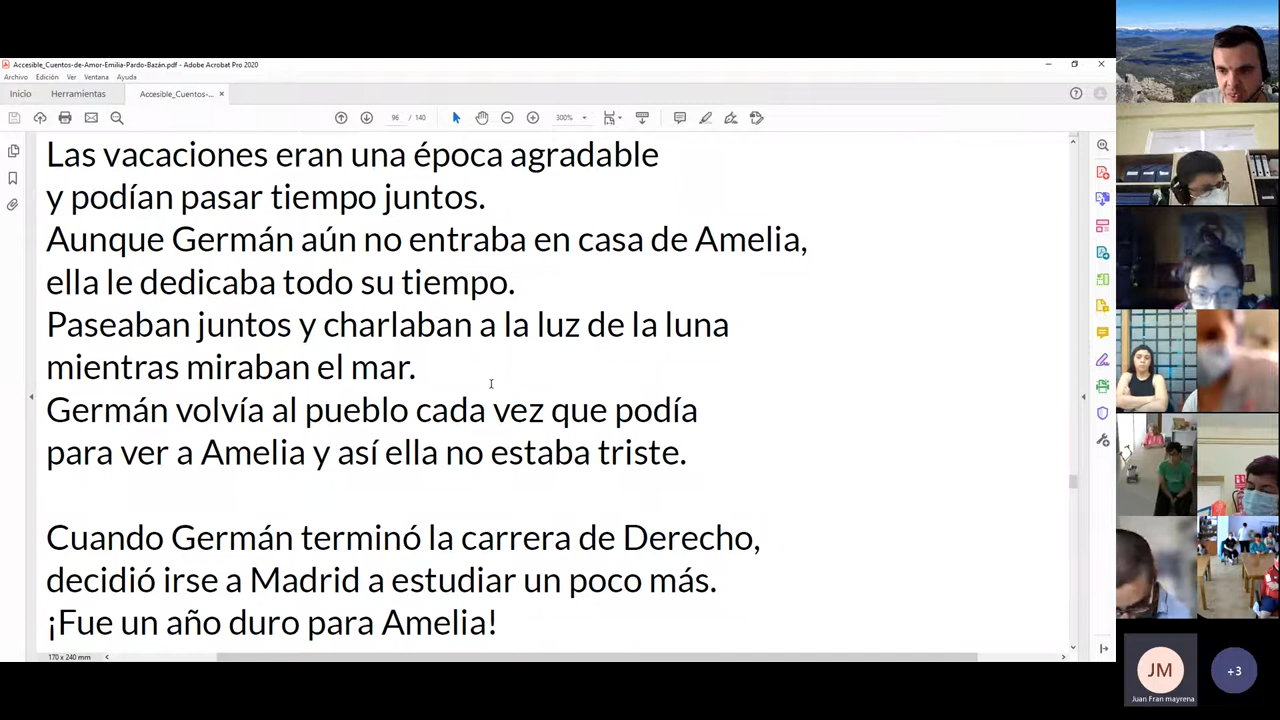 Accesible_Cuentos-de-Amor-Emilia-Pardo-Bazán.pdf - Adobe Acrobat Pro 2020
Archivo Edición Ver Ventana Ayuda
Inicio Herramientas Accesible_Cuentos-... ×
96 / 140 300%
Las vacaciones eran una época agradable
y podían pasar tiempo juntos.
Aunque Germán aún no entraba en casa de Amelia,
ella le dedicaba todo su tiempo.
Paseaban juntos y charlaban a la luz de la luna
mientras miraban el mar.
Germán volvía al pueblo cada vez que podía
para ver a Amelia y así ella no estaba triste.
Cuando Germán terminó la carrera de Derecho,
decidió irse a Madrid a estudiar un poco más.
¡Fue un año duro para Amelia!
170 x 240 mm
JM
Juan Fran mayrena
+3